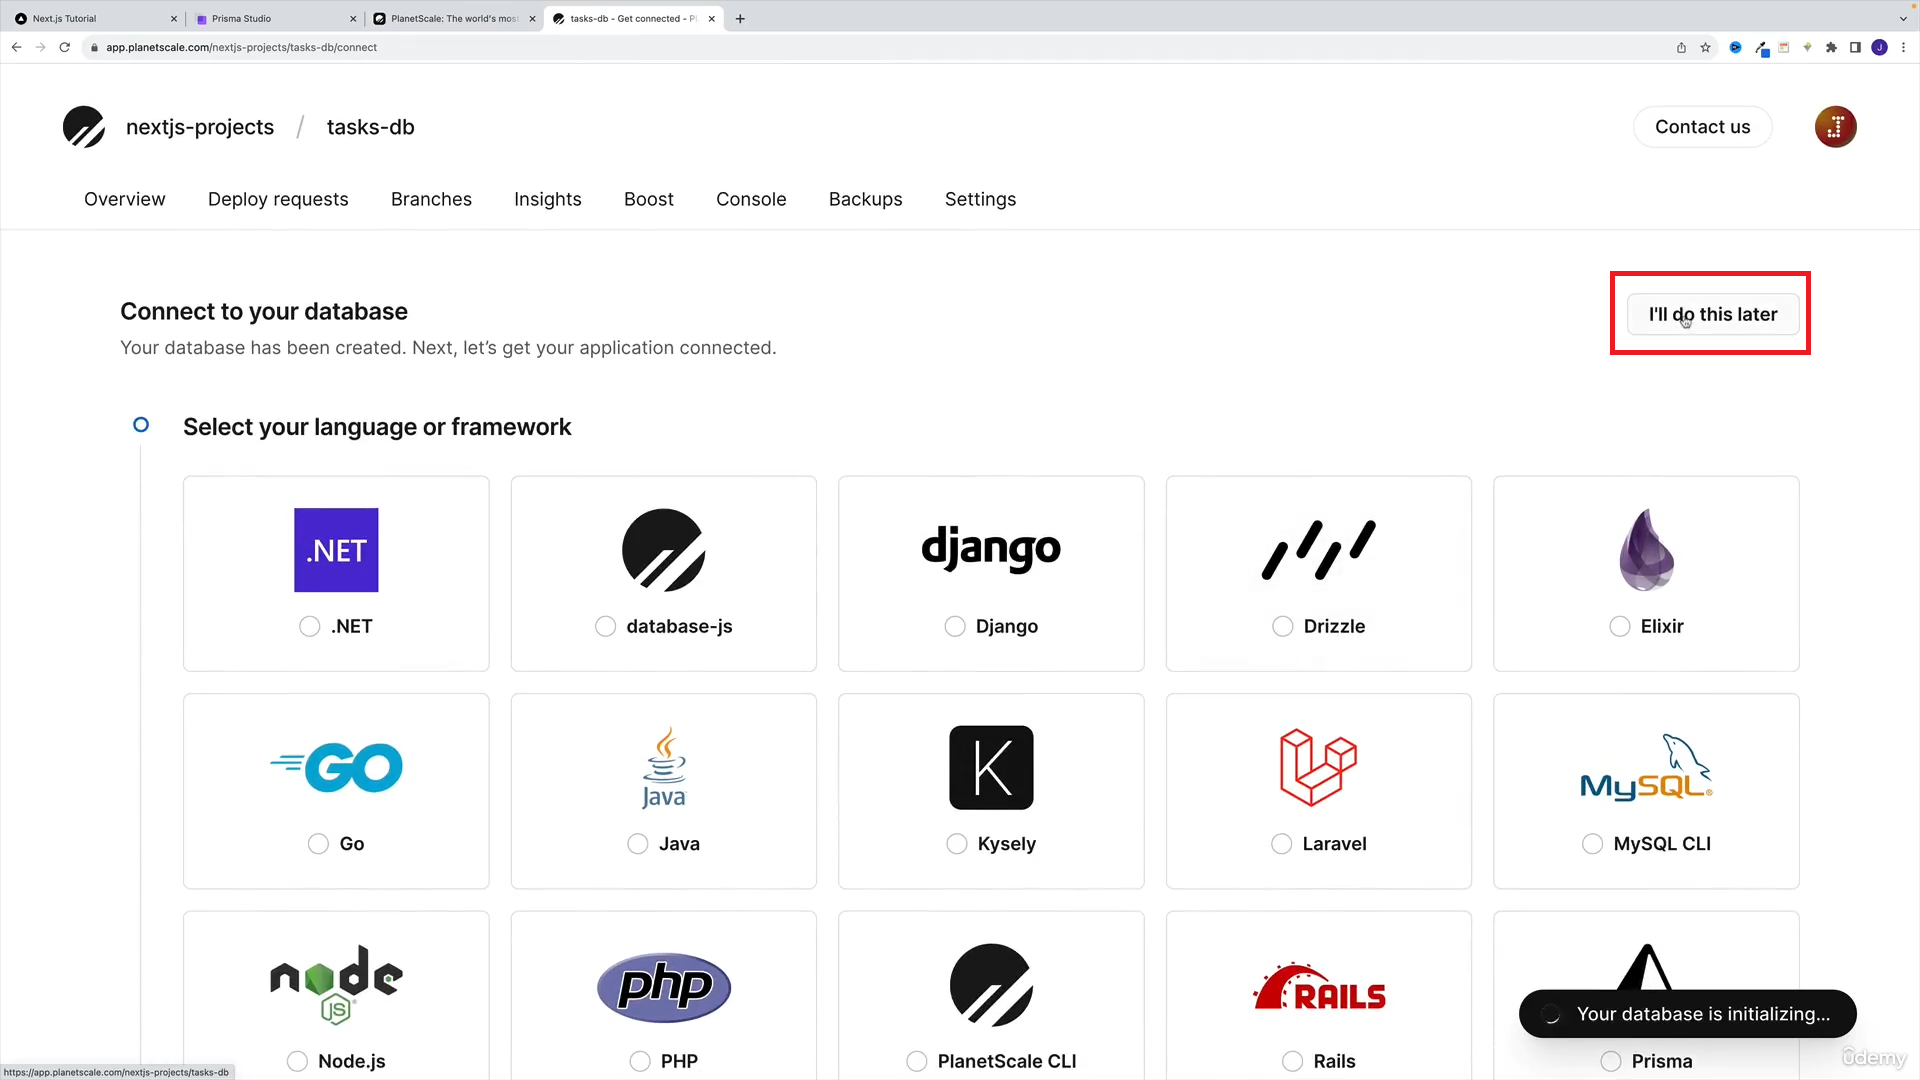 Next.js Tutorial
Prisma Studio
PlanetScale: The world's mos
tasks-db - Get connected - P
app.planetscale.com/nextjs-projects/tasks-db/connect
J
nextjs-projects / tasks-db
Contact us
J
Overview Deploy requests Branches Insights Boost Console Backups Settings
Connect to your database
I'll do this later
Your database has been created. Next, let's get your application connected.
Select your language or framework
.NET
django
.NET
database-js
Django
Drizzle
Elixir
GO
Java
K
MySQL
Go
Java
Kysely
Laravel
MySQL CLI
node
JS
php
RAILS
Your database is initializing...
Node.js
PHP
PlanetScale CLI
Rails
Prisma
ûdemy
https://app.planetscale.com/nextjs-projects/tasks-db